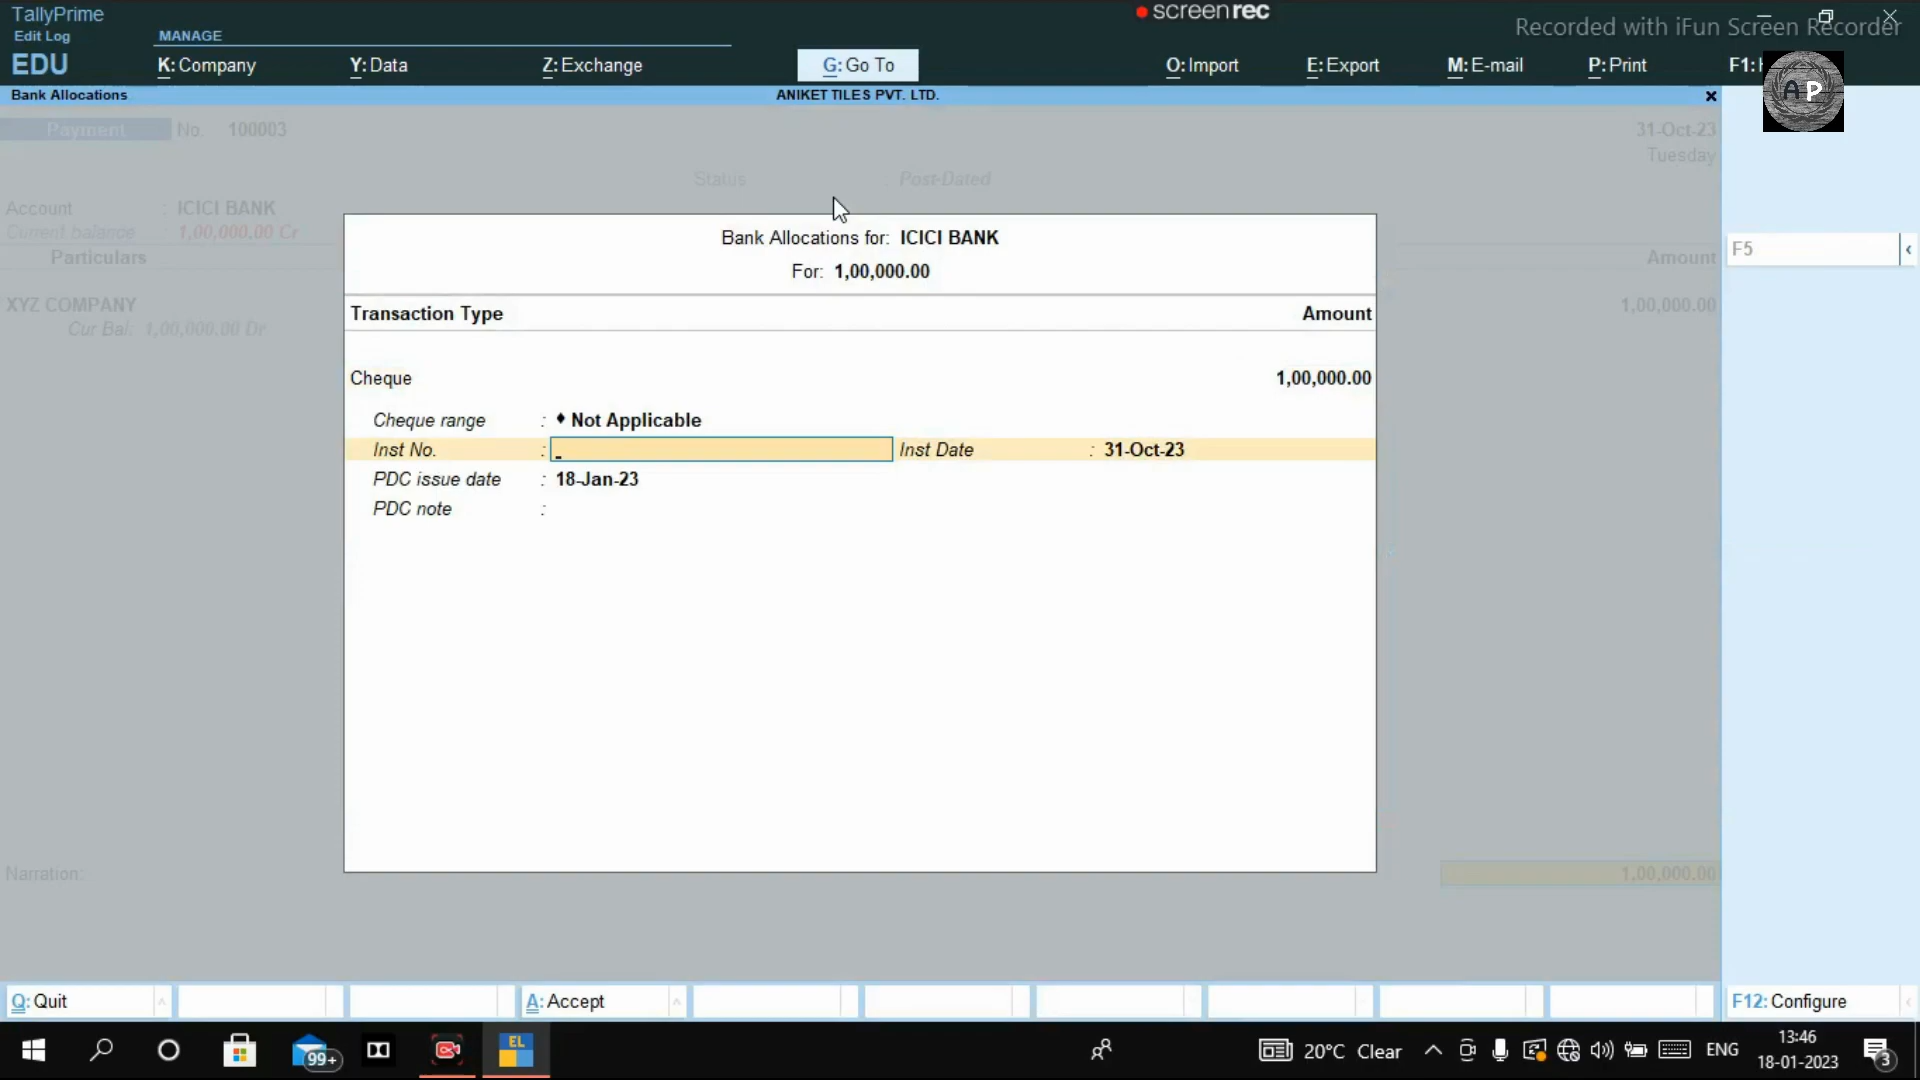 TallyPrime
Edit Log
EDU
MANAGE
K: Company
Y: Data
Z: Exchange
G: Go To
O: Import
E: Export
M: E-mail
P: Print
F1:
screenrec
Recorded with iFun Screen Recorder
AP
Bank Allocations
ANIKET TILES PVT. LTD.
x
Payment No. 100003
31-Oct-23
Tuesday
Status : Post-Dated
Account : ICICI BANK
Current balance : 1,00,000.00 Cr
Particulars
Amount
XYZ COMPANY 1,00,000.00
Cur Bal: 1,00,000.00 Dr
F5
Bank Allocations for: ICICI BANK
For: 1,00,000.00
Transaction Type Amount
Cheque 1,00,000.00
Cheque range : ♦ Not Applicable
Inst No. : Inst Date : 31-Oct-23
PDC issue date : 18-Jan-23
PDC note :
Narration:
1,00,000.00
Q: Quit
A: Accept
F12: Configure
EL
99+
20°C Clear
ENG
13:46
18-01-2023
3